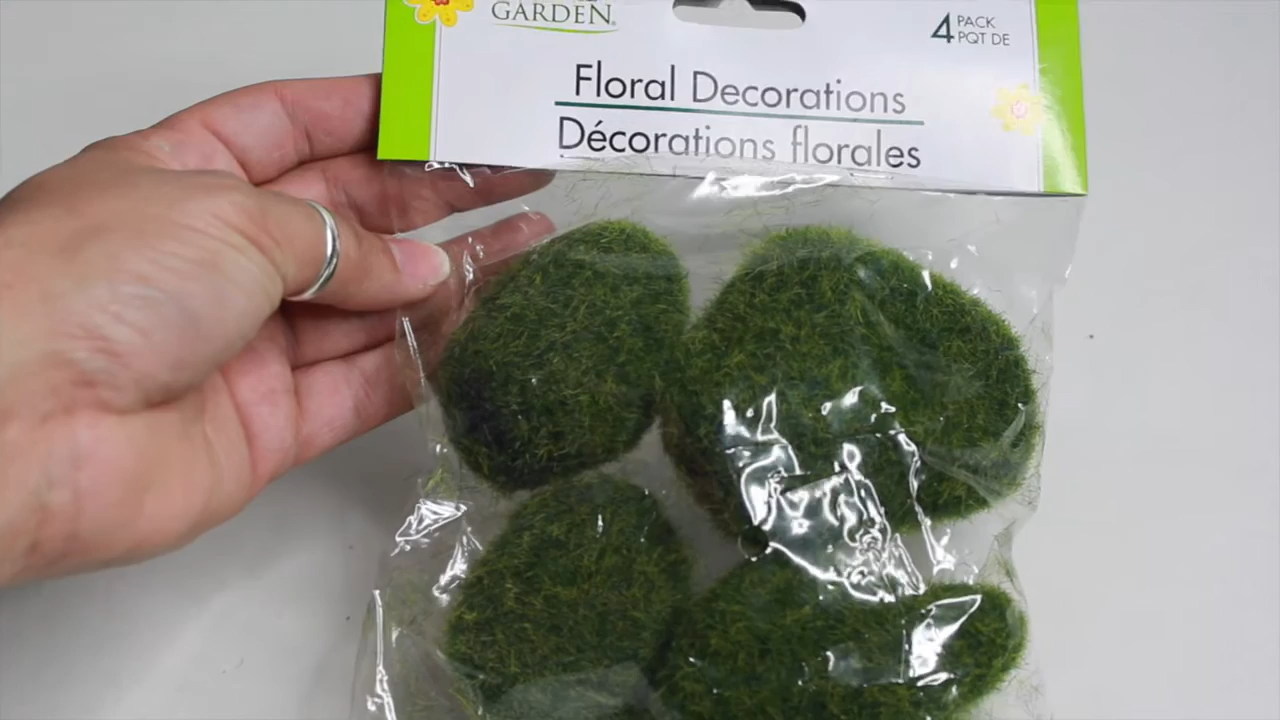 GARDEN®
4 PACK
PQT DE
Floral Decorations
Décorations florales